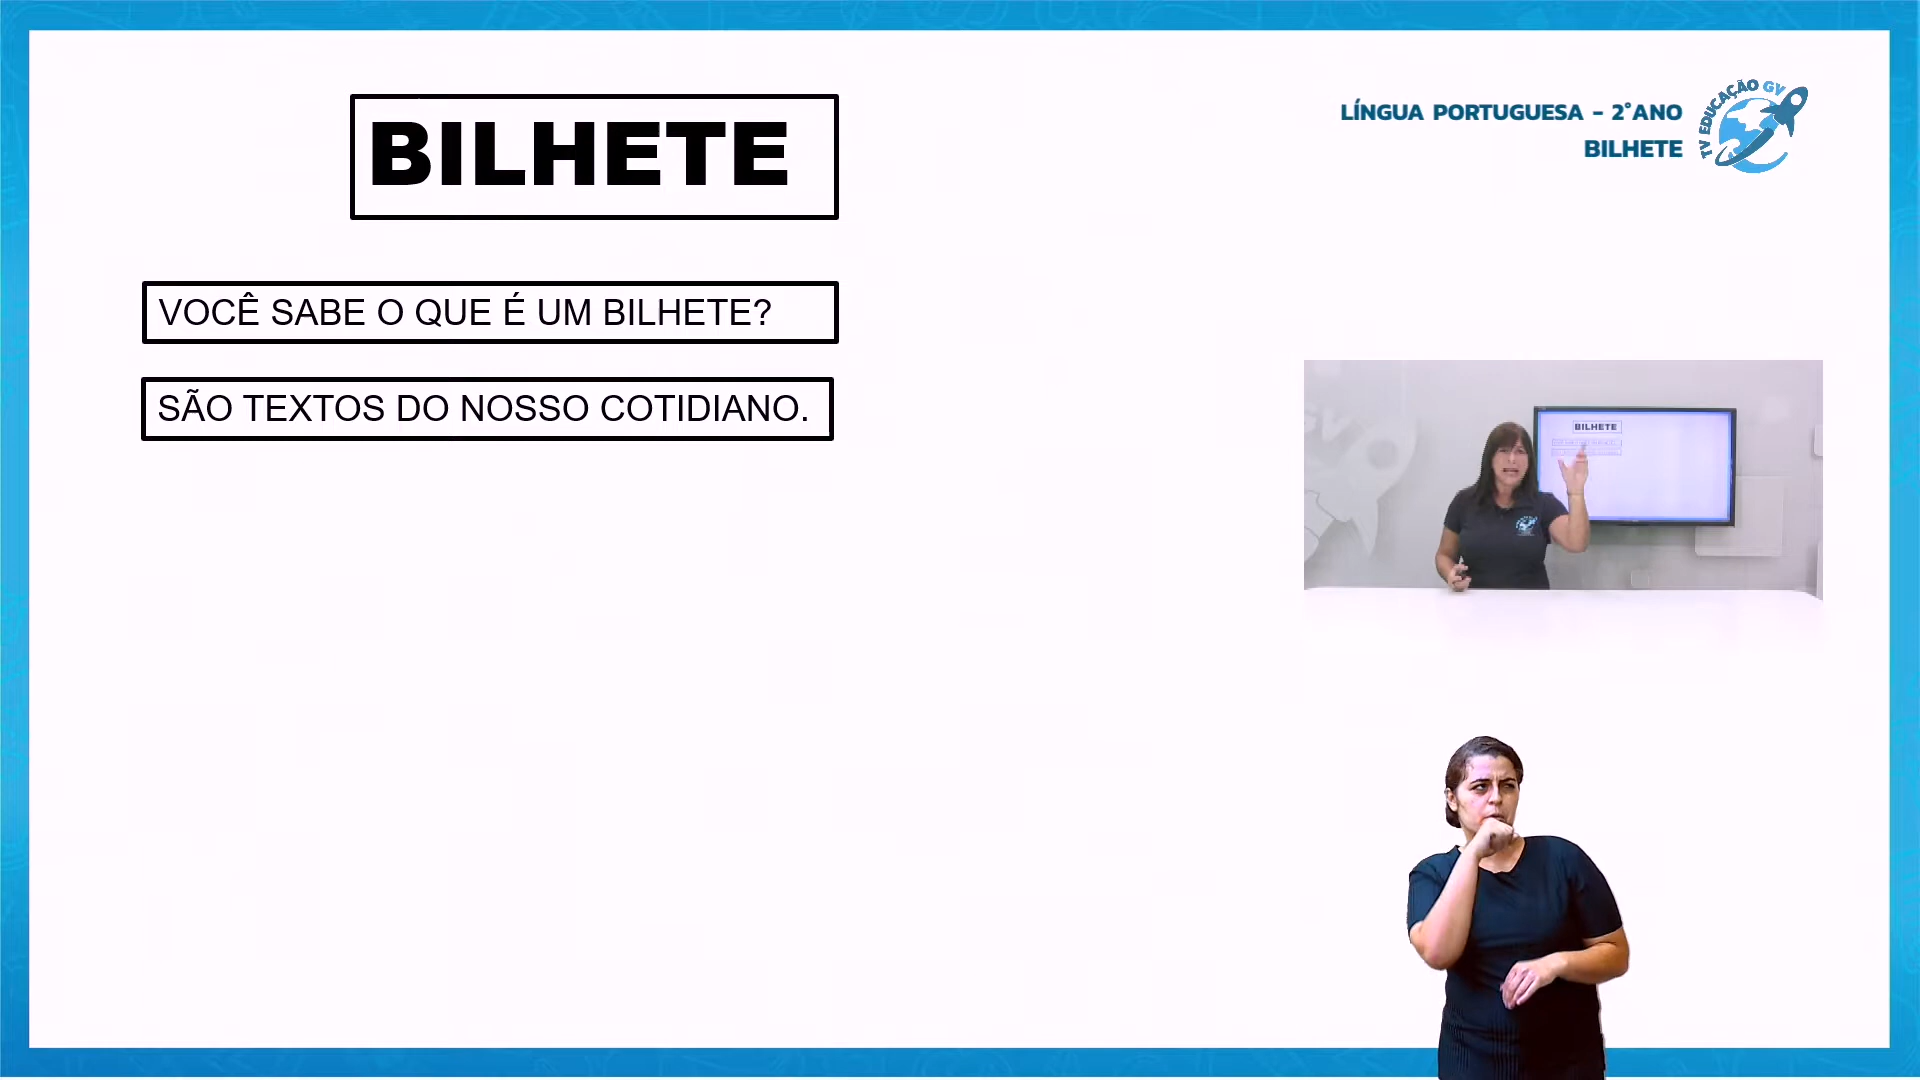 BILHETE
LÍNGUA PORTUGUESA - 2°ANO
BILHETE
TV EDUCAÇÃO GV
VOCÊ SABE O QUE É UM BILHETE?
SÃO TEXTOS DO NOSSO COTIDIANO.
BILHETE